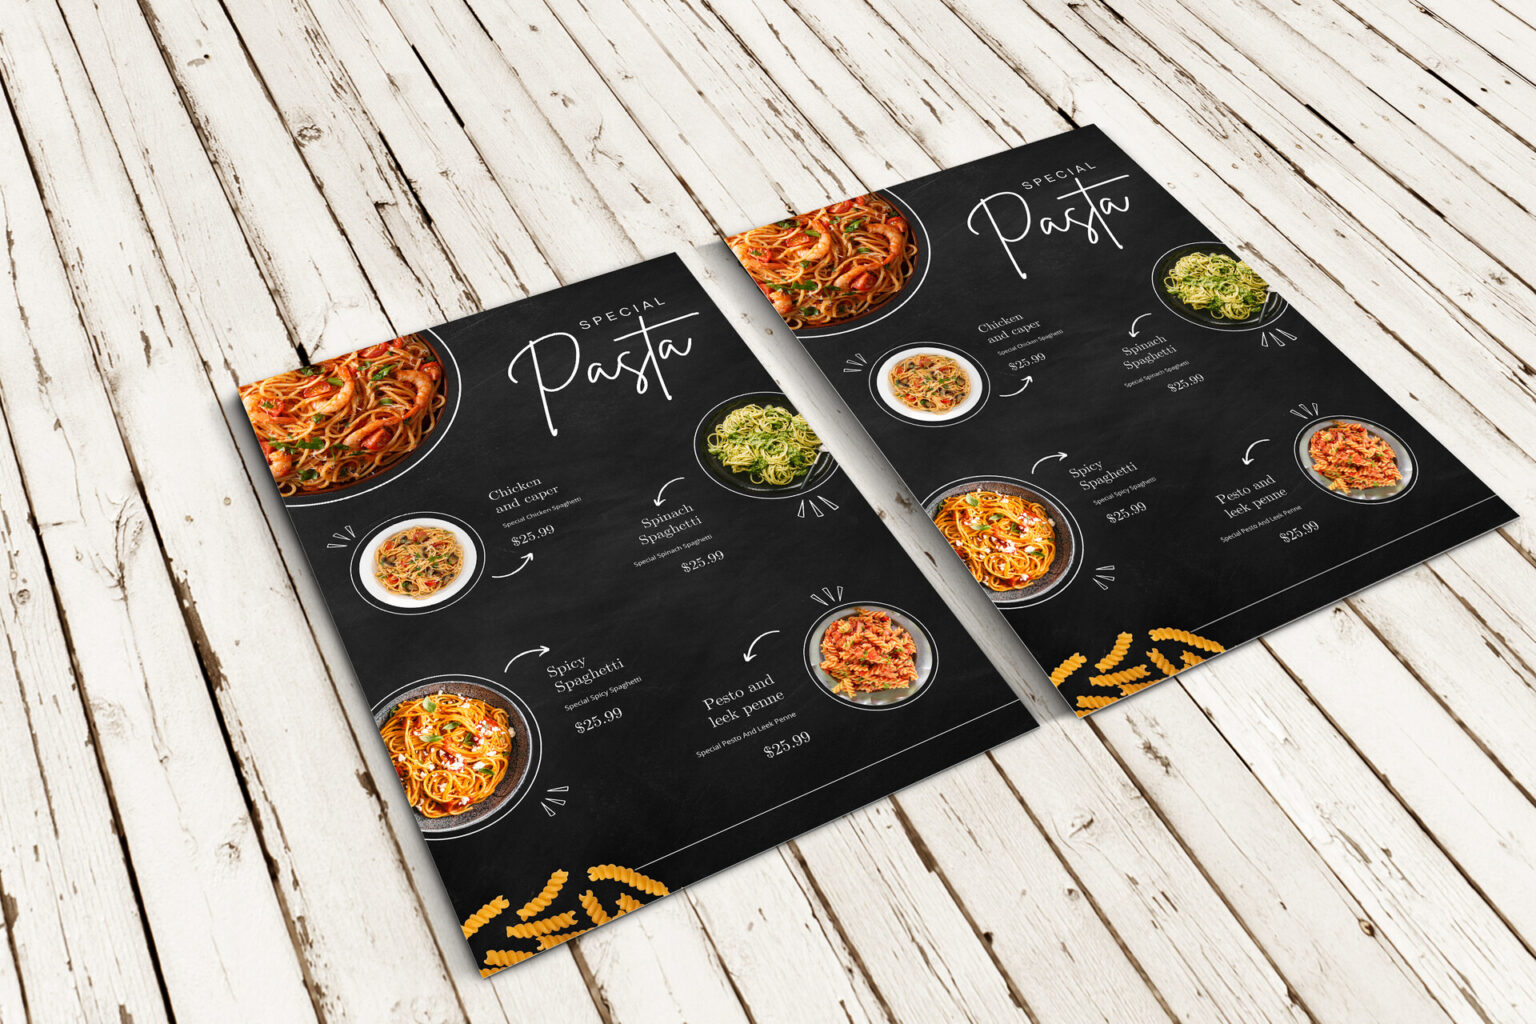 SPECIAL
Pasta
Chicken
and caper
Special Chicken Spaghetti
$25.99
Spinach
Spaghetti
Special Spinach Spaghetti
$25.99
Spicy
Spaghetti
Special Spicy Spaghetti
$25.99
Pesto and
leek penne
Special Pesto And Leek Penne
$25.99
SPECIAL
Pasta
Chicken
and caper
Special Chicken Spaghetti
$25.99
Spinach
Spaghetti
Special Spinach Spaghetti
$25.99
Spicy
Spaghetti
Special Spicy Spaghetti
$25.99
Pesto and
leek penne
Special Pesto And Leek Penne
$25.99